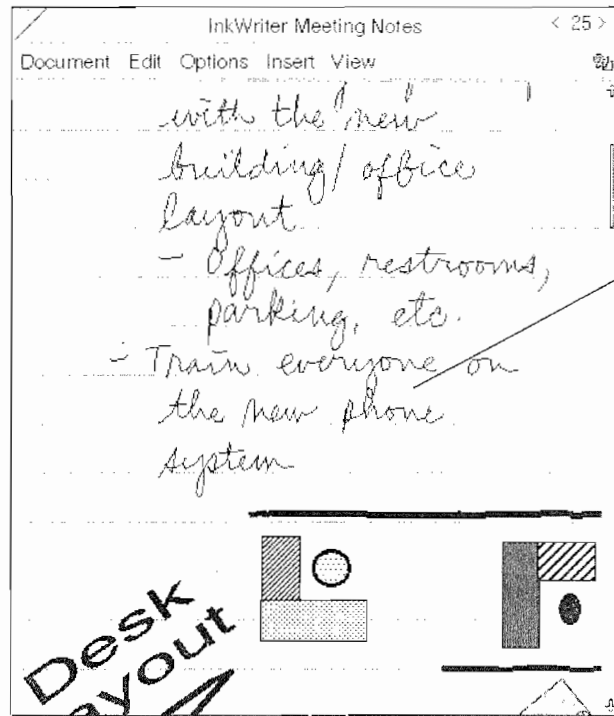 InkWriter Meeting Notes < 25 >
Document Edit Options Insert View
with the new
building/office
layout
- Offices, restrooms,
parking, etc.
- Train everyone on
the new phone
system
Desk
ayout